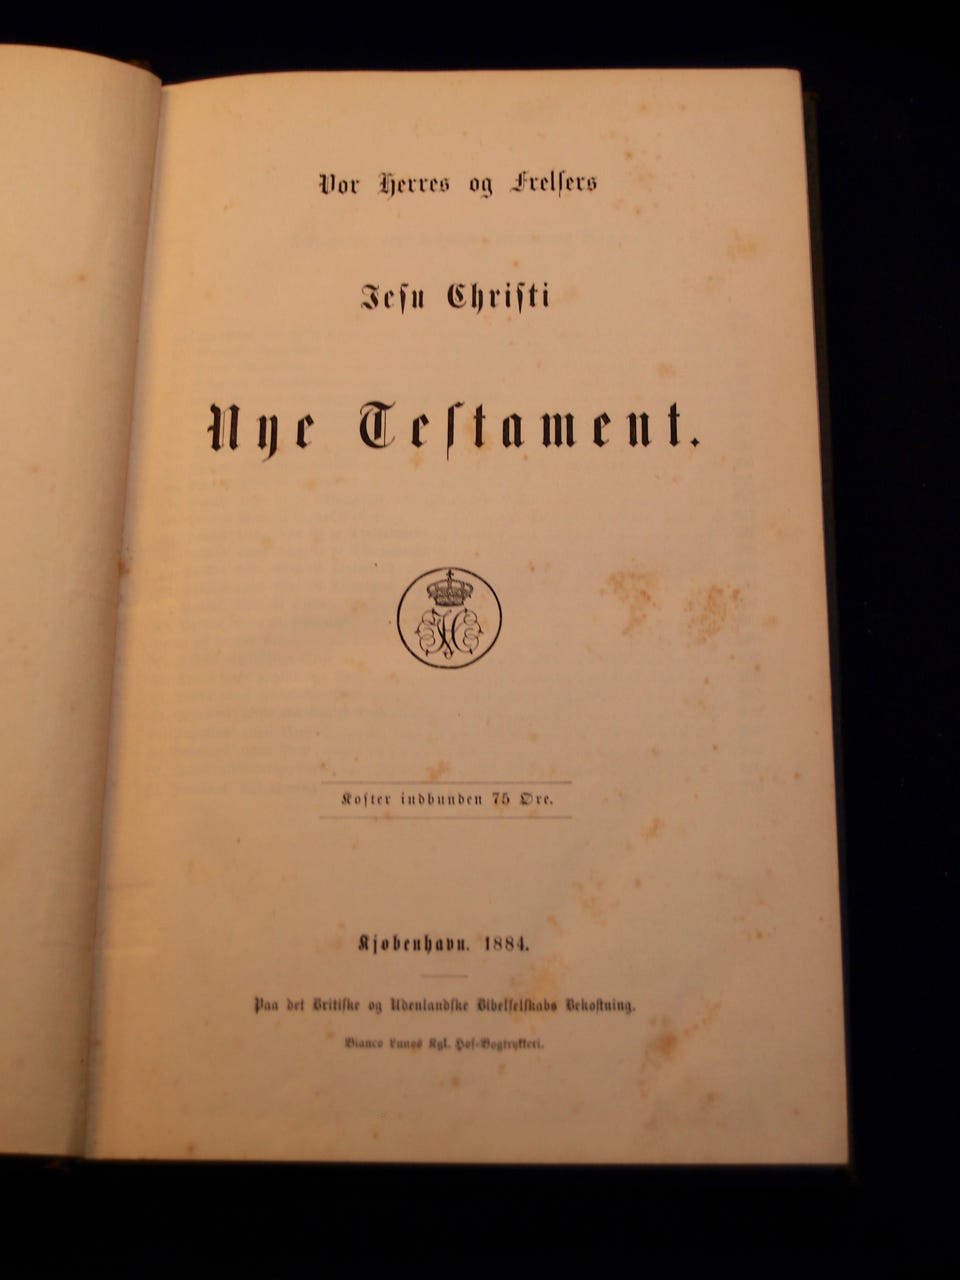 Vor Herres og Frelsers
Jesu Christi
Nye Testament.
Koster indbunden 75 Øre.
Kjøbenhavn. 1884.
Paa det Britiske og Udenlandske Bibelselskabs Bekostning.
Bianco Lunos Kgl. Hof-Bogtrykkeri.